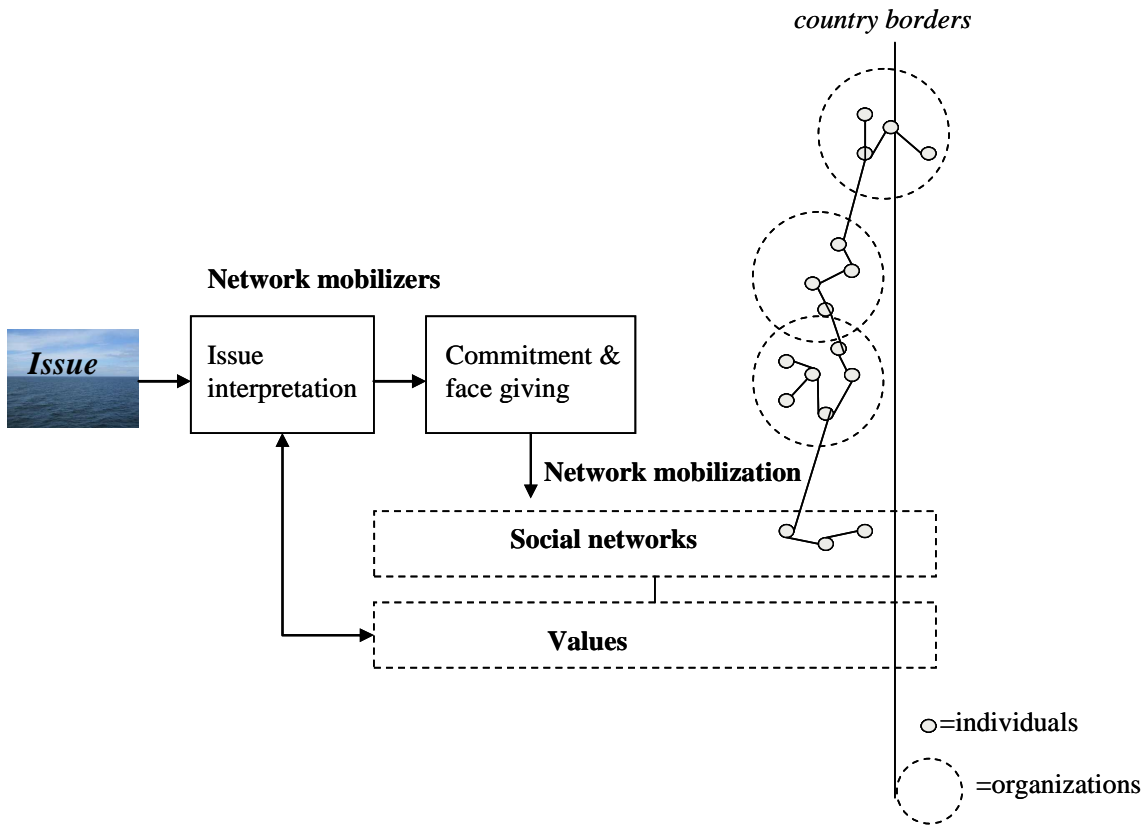 country borders
Network mobilizers
Issue
Issue
interpretation
Commitment &
face giving
Network mobilization
Social networks
Values
=individuals
=organizations